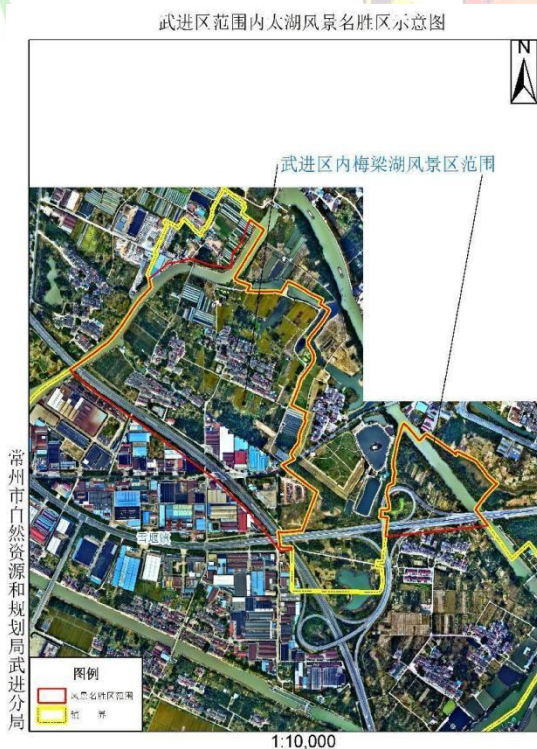 武进区范围内太湖风景名胜区示意图
N
武进区内梅梁湖风景区范围
雪堰镇
常州市自然资源和规划局武进分局
图例
风景名胜区范围
镇 界
1:10,000